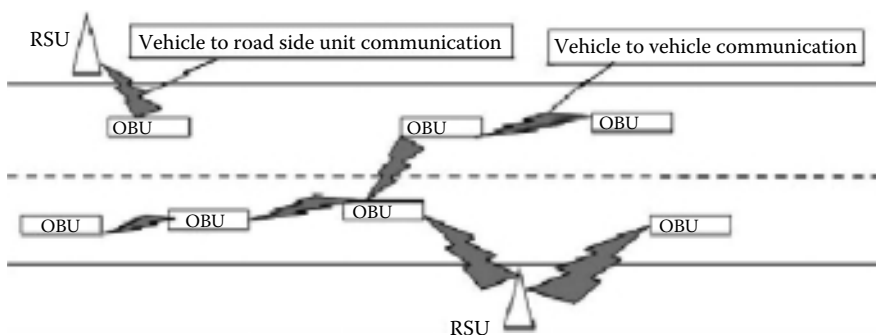 RSU
Vehicle to road side unit communication
Vehicle to vehicle communication
OBU
OBU
OBU
OBU
OBU
OBU
OBU
RSU